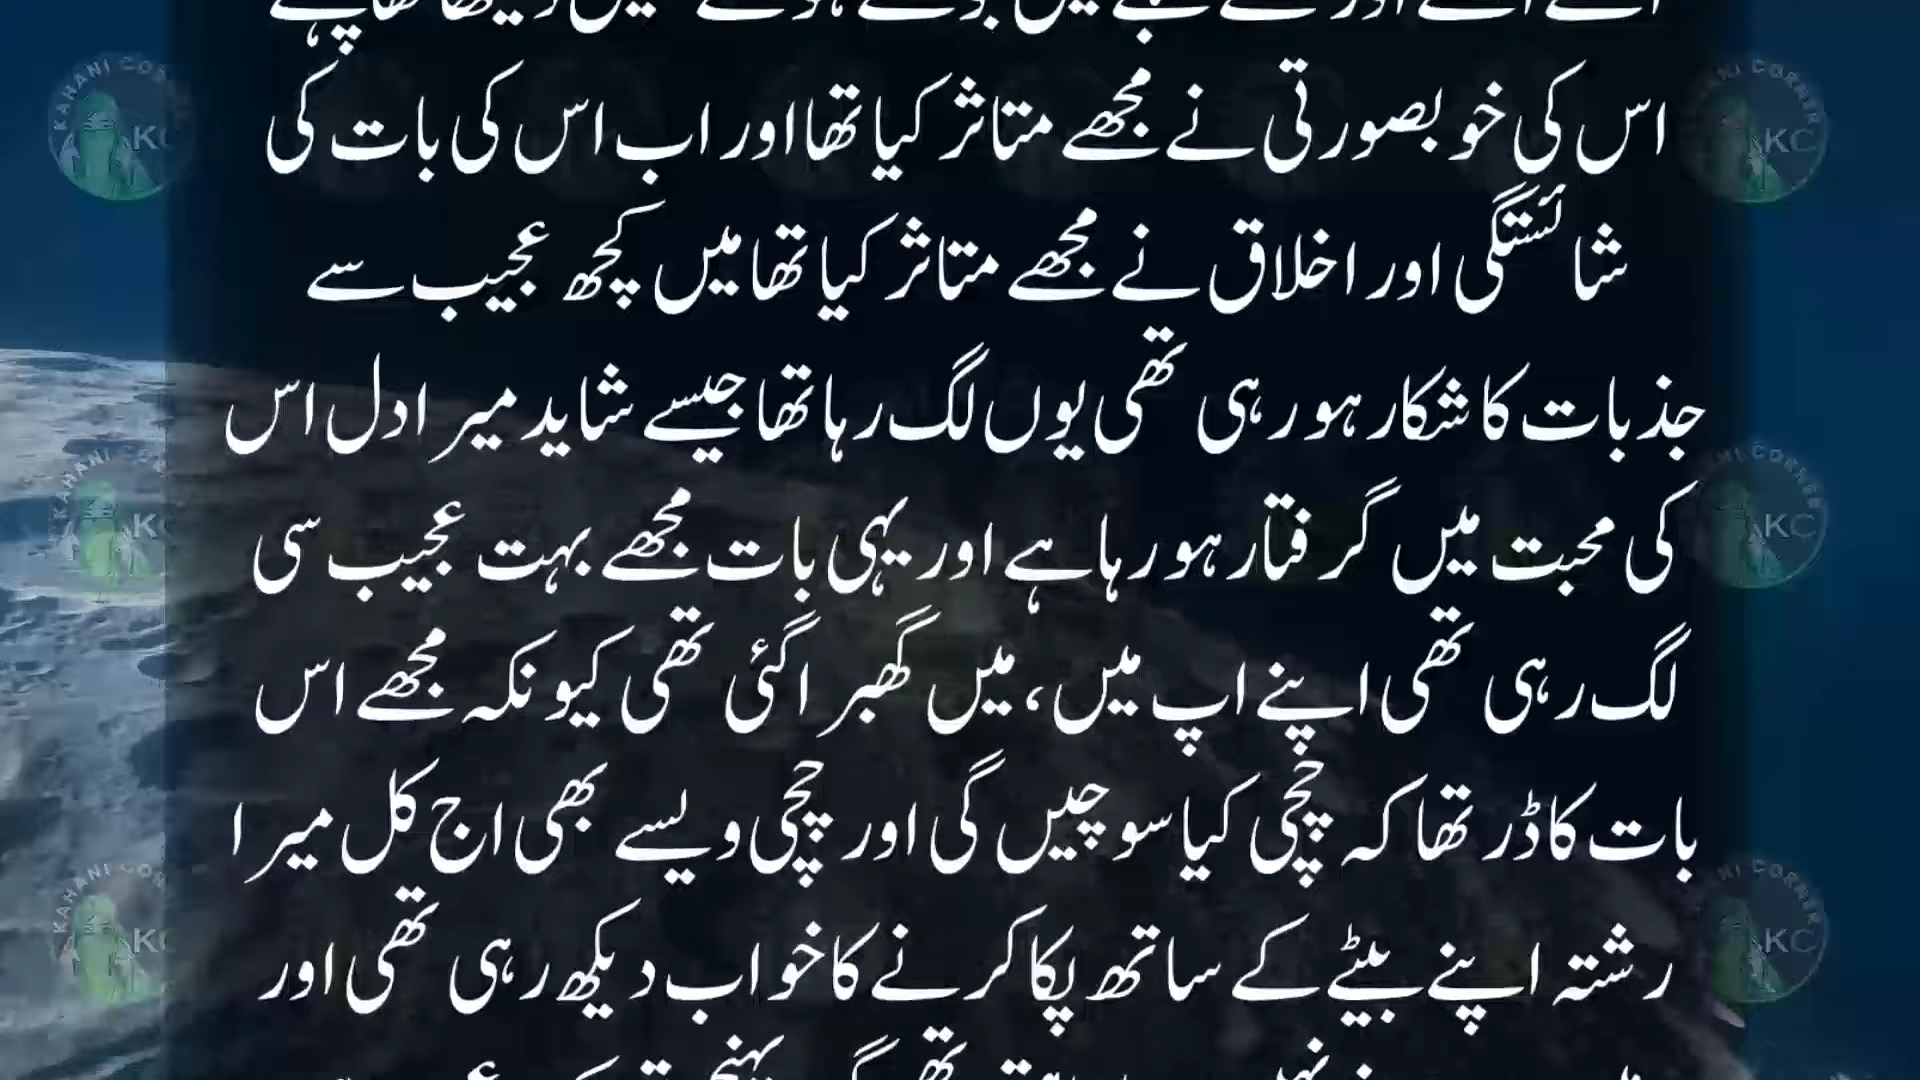 اس کی خوبصورتی نے مجھے متاثر کیا تھا اور اب اس کی بات کی
شائستگی اور اخلاق نے مجھے متاثر کیا تھا میں کچھ عجیب سے
جذبات کا شکار ہو رہی تھی یوں لگ رہا تھا جیسے شاید میرا دل اس
کی محبت میں گرفتار ہو رہا ہے اور یہی بات مجھے بہت عجیب سی
لگ رہی تھی اپنے اپ میں، میں گھبرا گئی تھی کیونکہ مجھے اس
بات کا ڈر تھا کہ چچی کیا سوچیں گی اور چچی ویسے بھی اج کل میرا
رشتہ اپنے بیٹے کے ساتھ پکا کرنے کا خواب دیکھ رہی تھی اور
KAHANI CORNER
KC